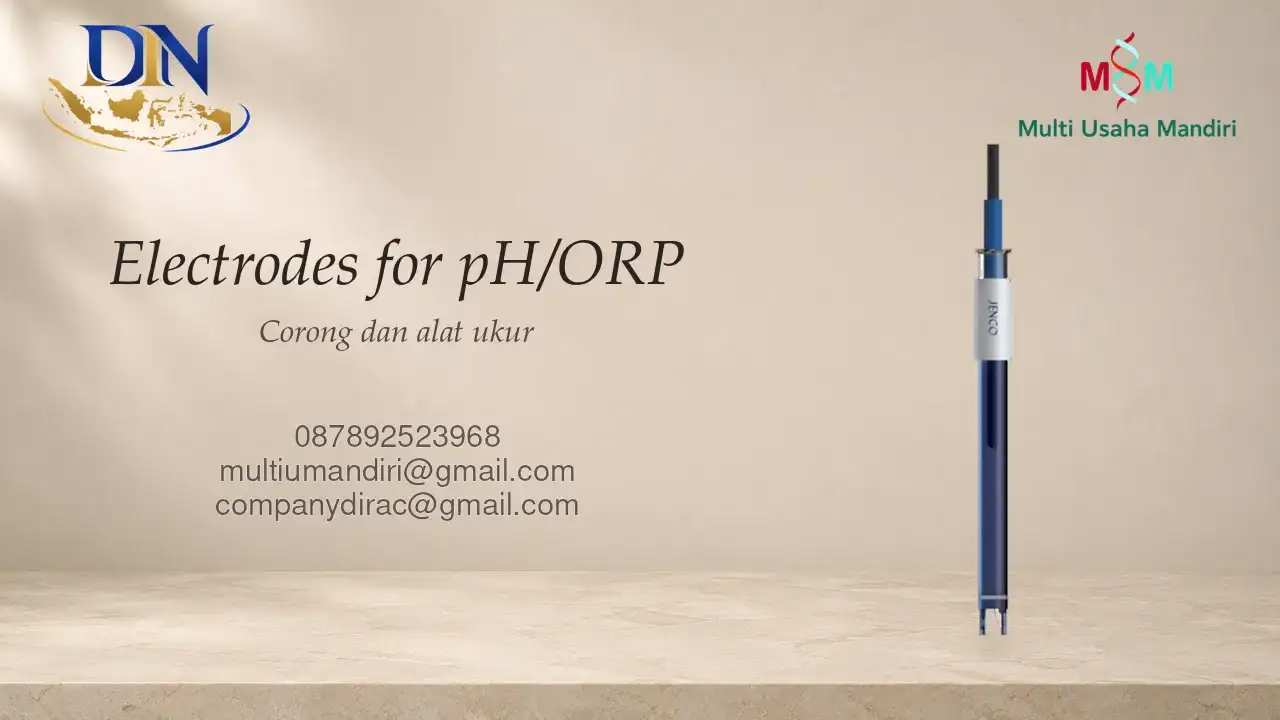 DIN
MSM
Multi Usaha Mandiri
JENCO
Electrodes for pH/ORP
Corong dan alat ukur
087892523968
multiumandiri@gmail.com
companydirac@gmail.com